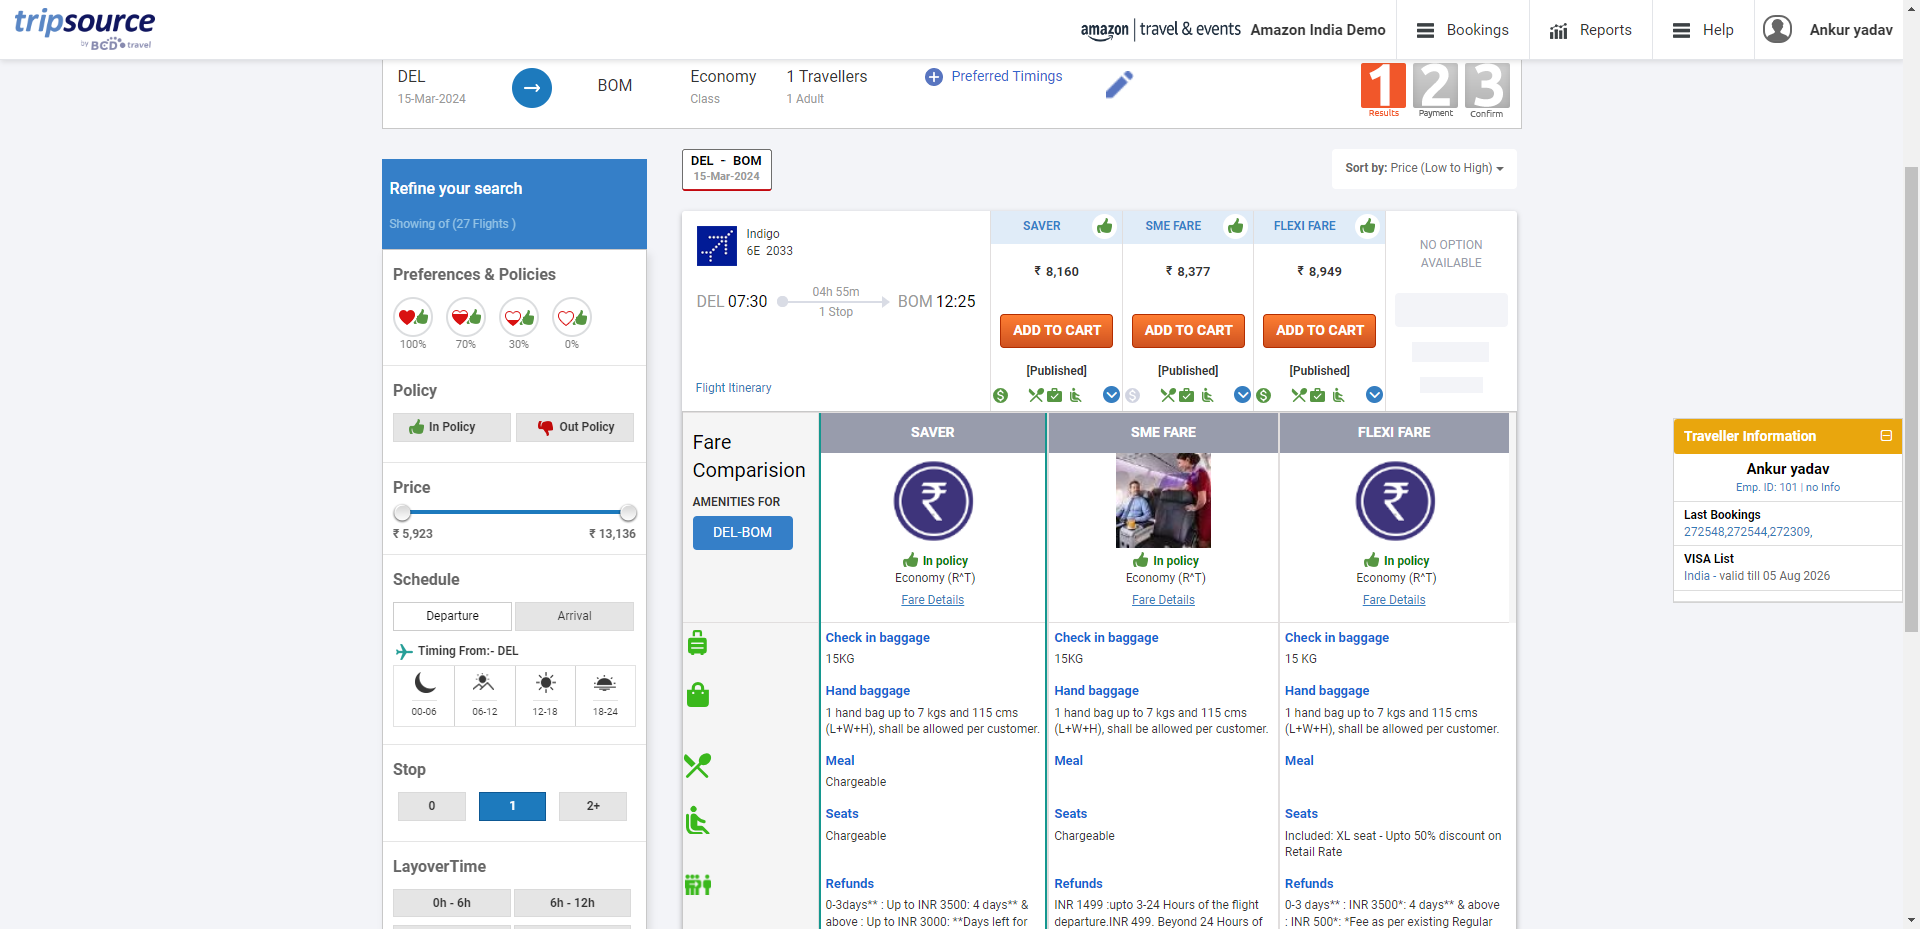 tripsource
by BCD travel
amazon | travel & events
Amazon India Demo
Bookings
Reports
Help
Ankur yadav
DEL
15-Mar-2024
BOM
Economy
Class
1 Travellers
1 Adult
Preferred Timings
1
Results
2
Payment
3
Confirm
Refine your search
Showing of (27 Flights )
Preferences & Policies
100%
70%
30%
0%
Policy
In Policy
Out Policy
Price
₹ 5,923
₹ 13,136
Schedule
Departure
Arrival
Timing From:- DEL
00-06
06-12
12-18
18-24
Stop
0
1
2+
LayoverTime
0h - 6h
6h - 12h
DEL - BOM
15-Mar-2024
Sort by: Price (Low to High)
Indigo
6E 2033
DEL 07:30
04h 55m
1 Stop
BOM 12:25
Flight Itinerary
SAVER
₹ 8,160
ADD TO CART
[Published]
SME FARE
₹ 8,377
ADD TO CART
[Published]
FLEXI FARE
₹ 8,949
ADD TO CART
[Published]
NO OPTION
AVAILABLE
Fare
Comparision
AMENITIES FOR
DEL-BOM
SAVER
₹
In policy
Economy (R^T)
Fare Details
Check in baggage
15KG
Hand baggage
1 hand bag up to 7 kgs and 115 cms
(L+W+H), shall be allowed per customer.
Meal
Chargeable
Seats
Chargeable
Refunds
0-3days** : Up to INR 3500: 4 days** &
above : Up to INR 3000: **Days left for
SME FARE
In policy
Economy (R^T)
Fare Details
Check in baggage
15KG
Hand baggage
1 hand bag up to 7 kgs and 115 cms
(L+W+H), shall be allowed per customer.
Meal
Seats
Chargeable
Refunds
INR 1499 :upto 3-24 Hours of the flight
departure.INR 499. Beyond 24 Hours of
FLEXI FARE
₹
In policy
Economy (R^T)
Fare Details
Check in baggage
15 KG
Hand baggage
1 hand bag up to 7 kgs and 115 cms
(L+W+H), shall be allowed per customer.
Meal
Seats
Included: XL seat - Upto 50% discount on
Retail Rate
Refunds
0-3 days** : INR 3500*: 4 days** & above
: INR 500*: *Fee as per existing Regular
Traveller Information
Ankur yadav
Emp. ID: 101 | no Info
Last Bookings
272548,272544,272309,
VISA List
India - valid till 05 Aug 2026